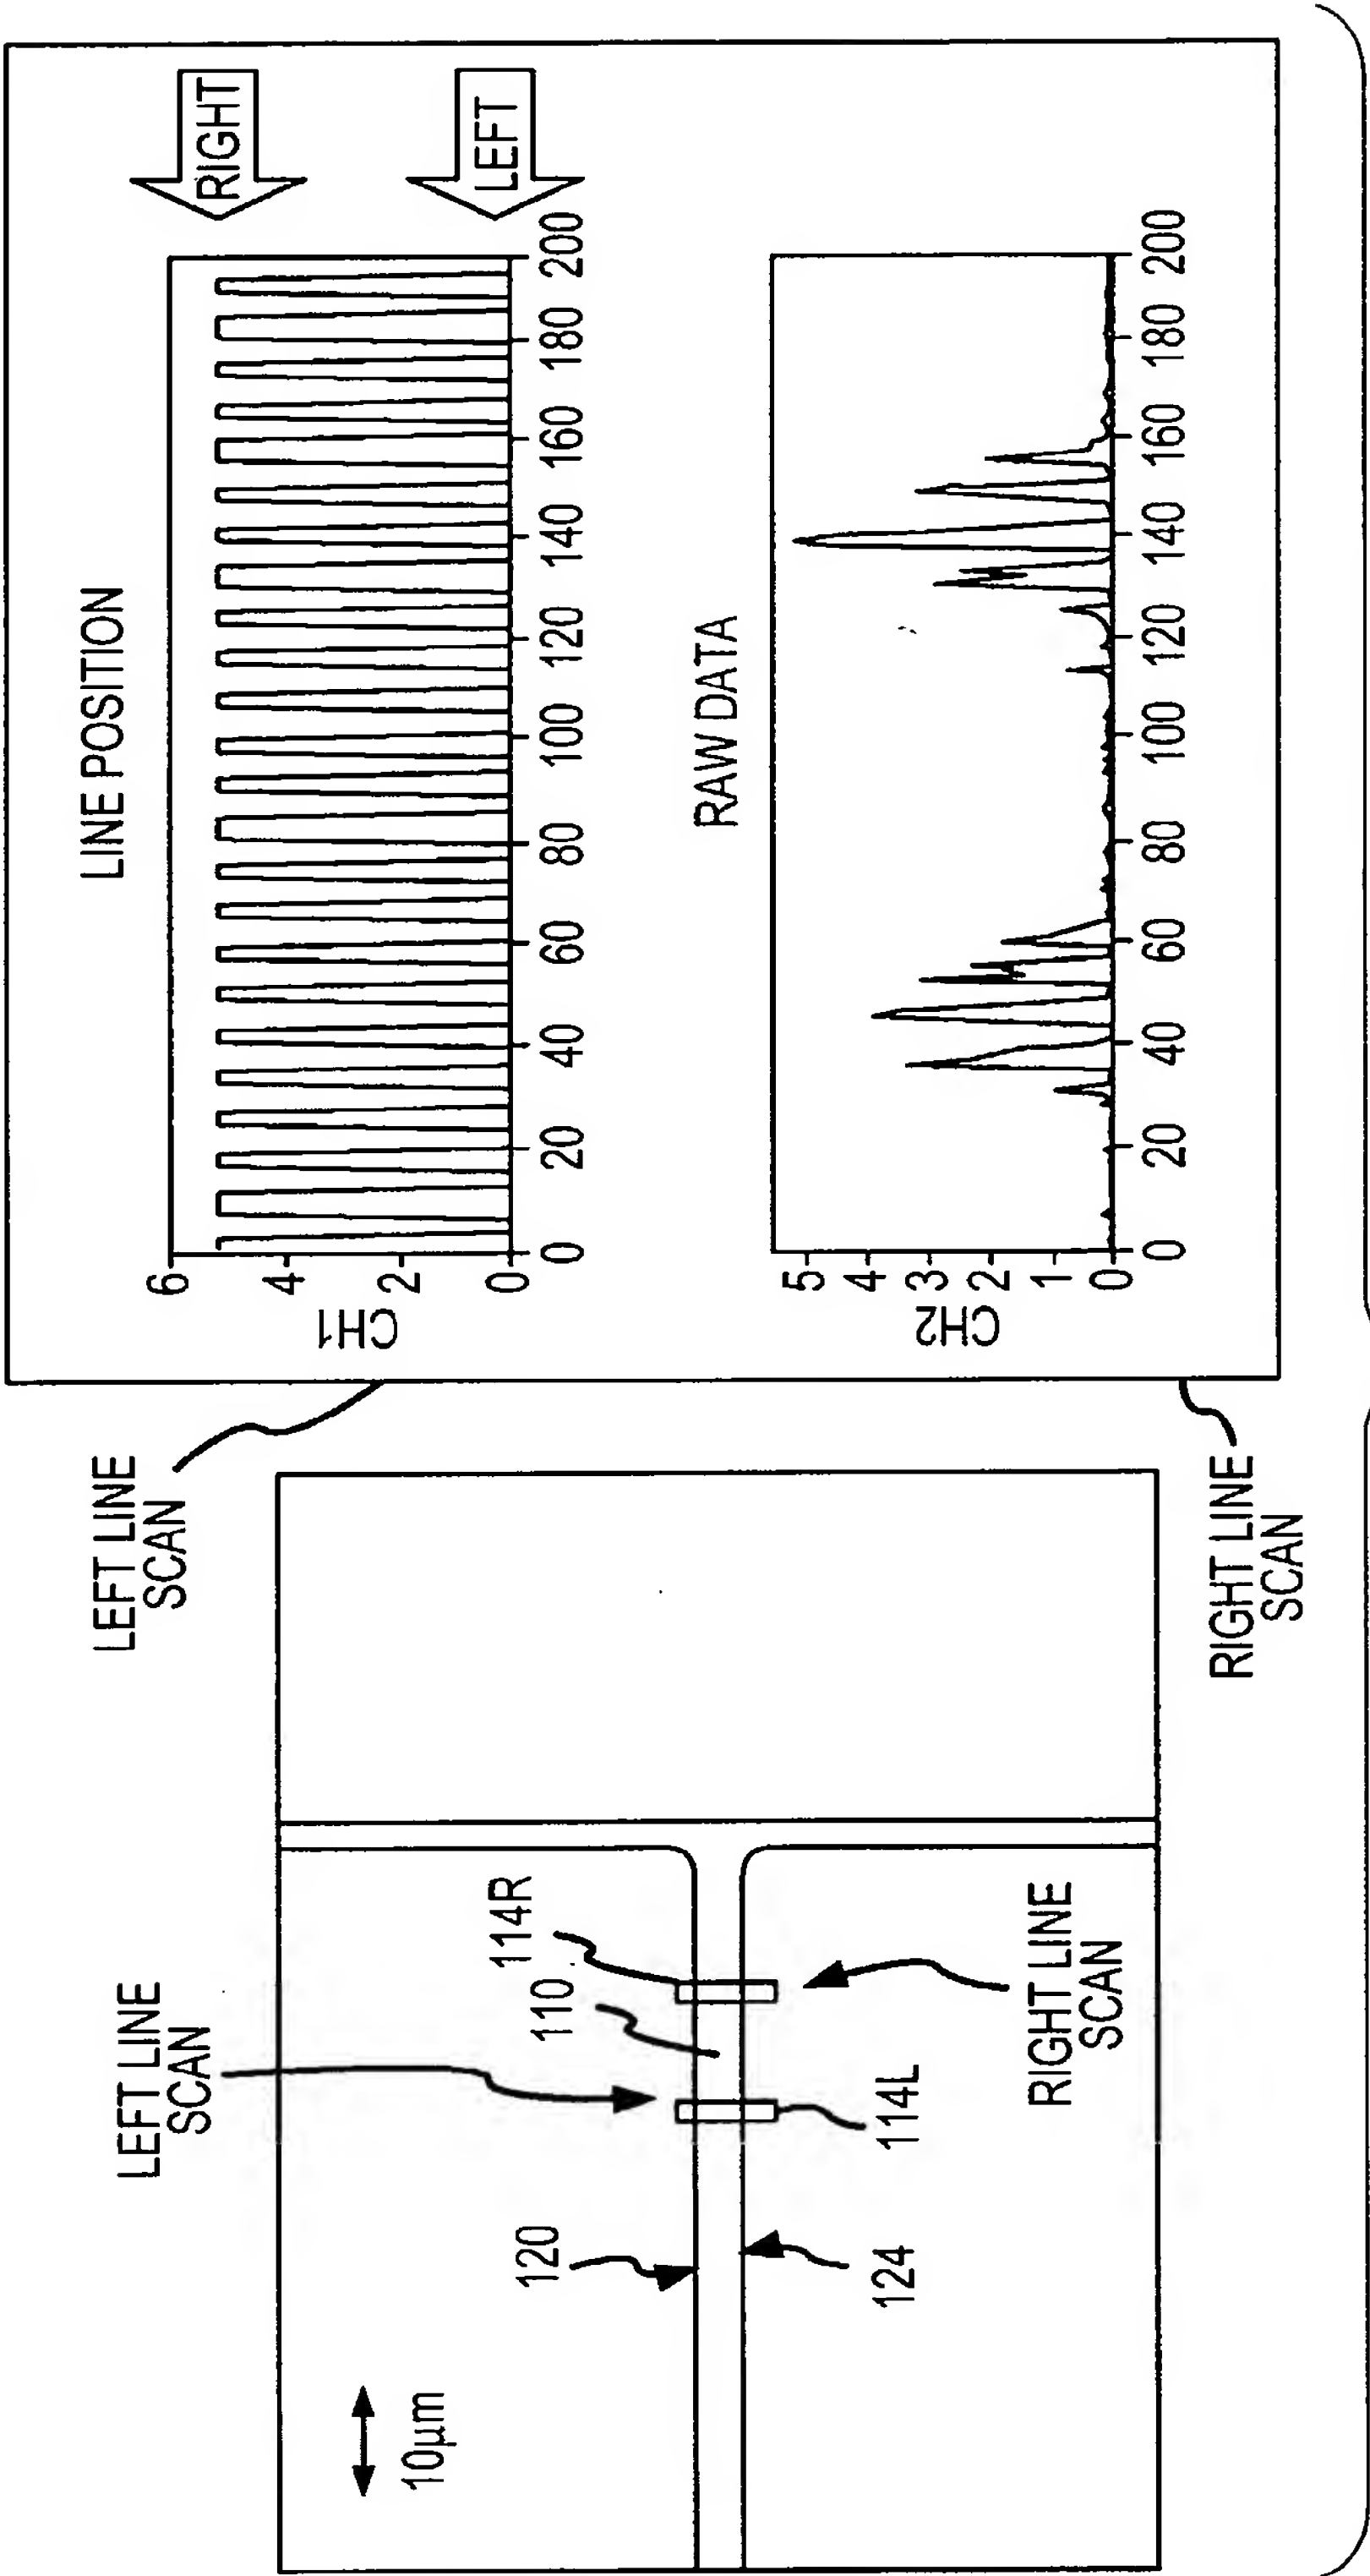 LEFT LINE
SCAN
10µm
120
124
110
114R
114L
RIGHT LINE
SCAN
LEFT LINE
SCAN
RIGHT LINE
SCAN
LINE POSITION
CH1
6
4
2
0
0 20 40 60 80 100 120 140 160 180 200
RIGHT
LEFT
RAW DATA
CH2
5
4
3
2
1
0
0 20 40 60 80 100 120 140 160 180 200